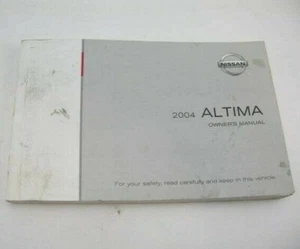 NISSAN
2004 ALTIMA
OWNER'S MANUAL
For your safety, read carefully and keep in this vehicle.